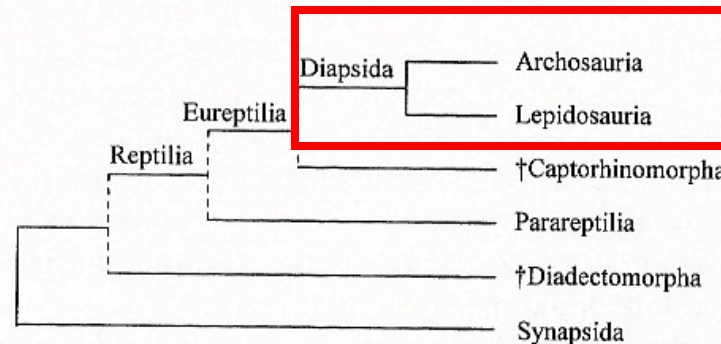 Diapsida
Archosauria
Lepidosauria
Eureptilia
Reptilia
†Captorhinomorpha
Parareptilia
†Diadectomorpha
Synapsida